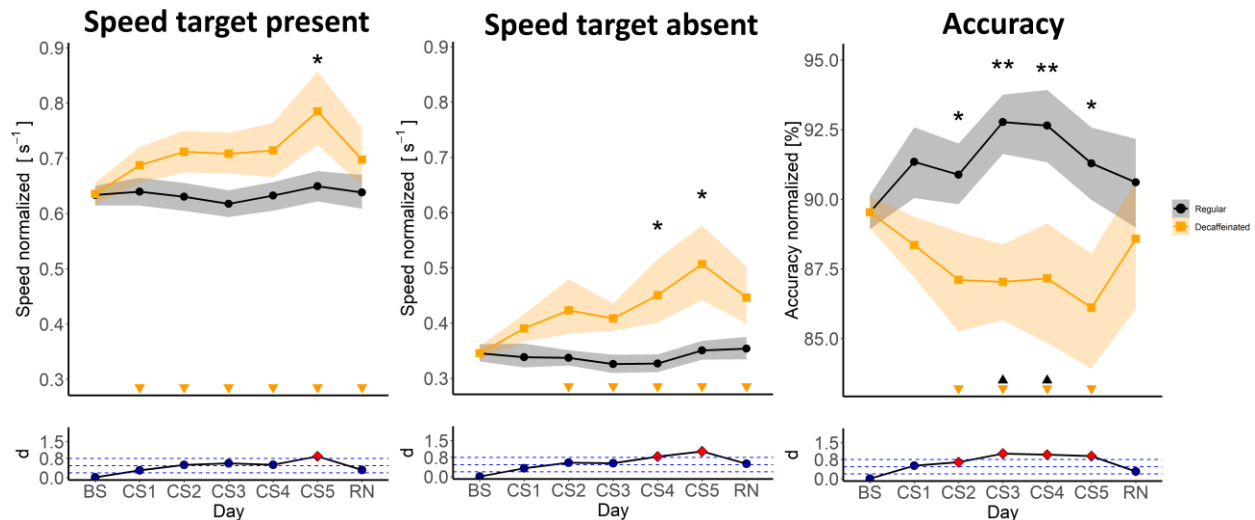 Speed target present
Speed target absent
Accuracy
Speed normalized [ s⁻¹ ]
0.9
0.8
0.7
0.6
0.5
0.4
0.3
*
Speed normalized [ s⁻¹ ]
0.9
0.8
0.7
0.6
0.5
0.4
0.3
*
*
Accuracy normalized [%]
95.0
92.5
90.0
87.5
85.0
*
**
**
*
Regular
Decaffeinated
d
1.5
0.8
0.0
BS CS1 CS2 CS3 CS4 CS5 RN
Day
d
1.5
0.8
0.0
BS CS1 CS2 CS3 CS4 CS5 RN
Day
d
1.5
0.8
0.0
BS CS1 CS2 CS3 CS4 CS5 RN
Day